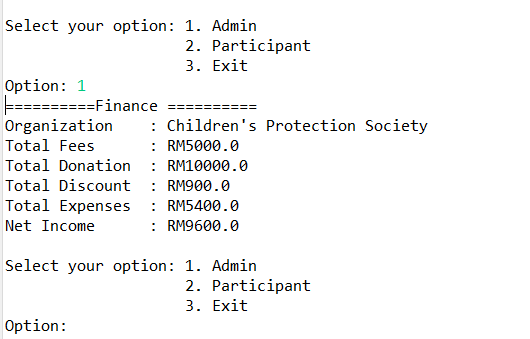 Select your option: 1. Admin
2. Participant
3. Exit
Option: 1
==========Finance ==========
Organization : Children's Protection Society
Total Fees : RM5000.0
Total Donation : RM10000.0
Total Discount : RM900.0
Total Expenses : RM5400.0
Net Income : RM9600.0
Select your option: 1. Admin
2. Participant
3. Exit
Option: